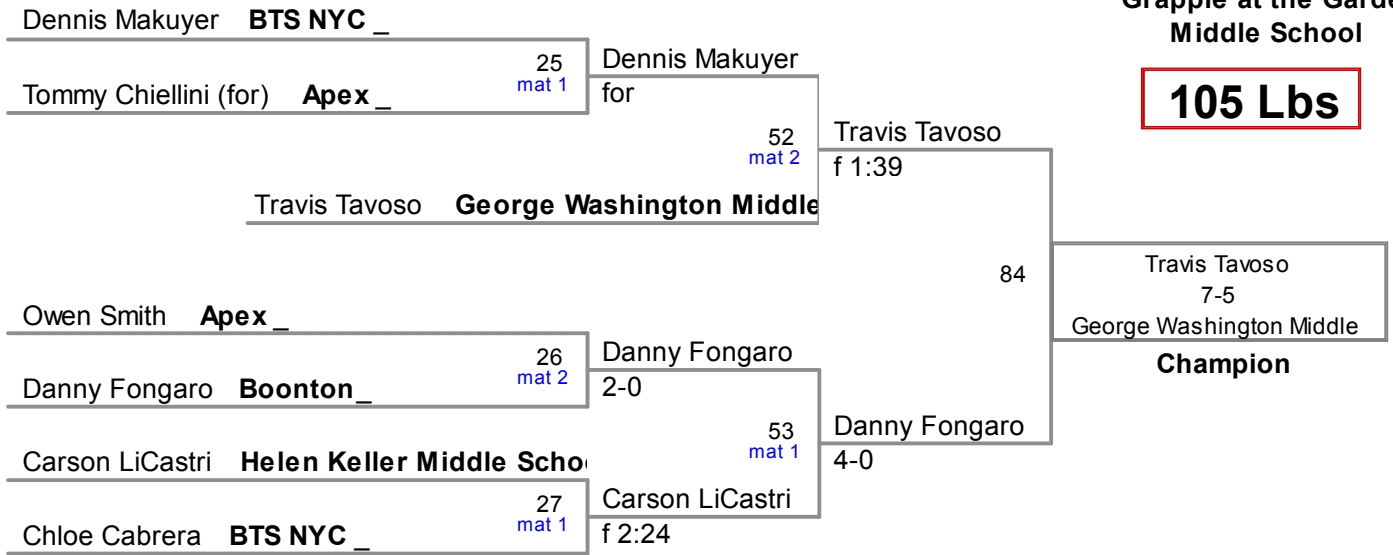 Grapple at the Garde
Middle School
105 Lbs
Dennis Makuyer BTS NYC _
25
mat 1
Tommy Chiellini (for) Apex _
Dennis Makuyer
for
52
mat 2
Travis Tavoso George Washington Middle
Travis Tavoso
f 1:39
Owen Smith Apex _
26
mat 2
Danny Fongaro Boonton _
Danny Fongaro
2-0
53
mat 1
Carson LiCastri Helen Keller Middle Schoo
27
mat 1
Chloe Cabrera BTS NYC _
Carson LiCastri
f 2:24
Danny Fongaro
4-0
84
Travis Tavoso
7-5
George Washington Middle
Champion